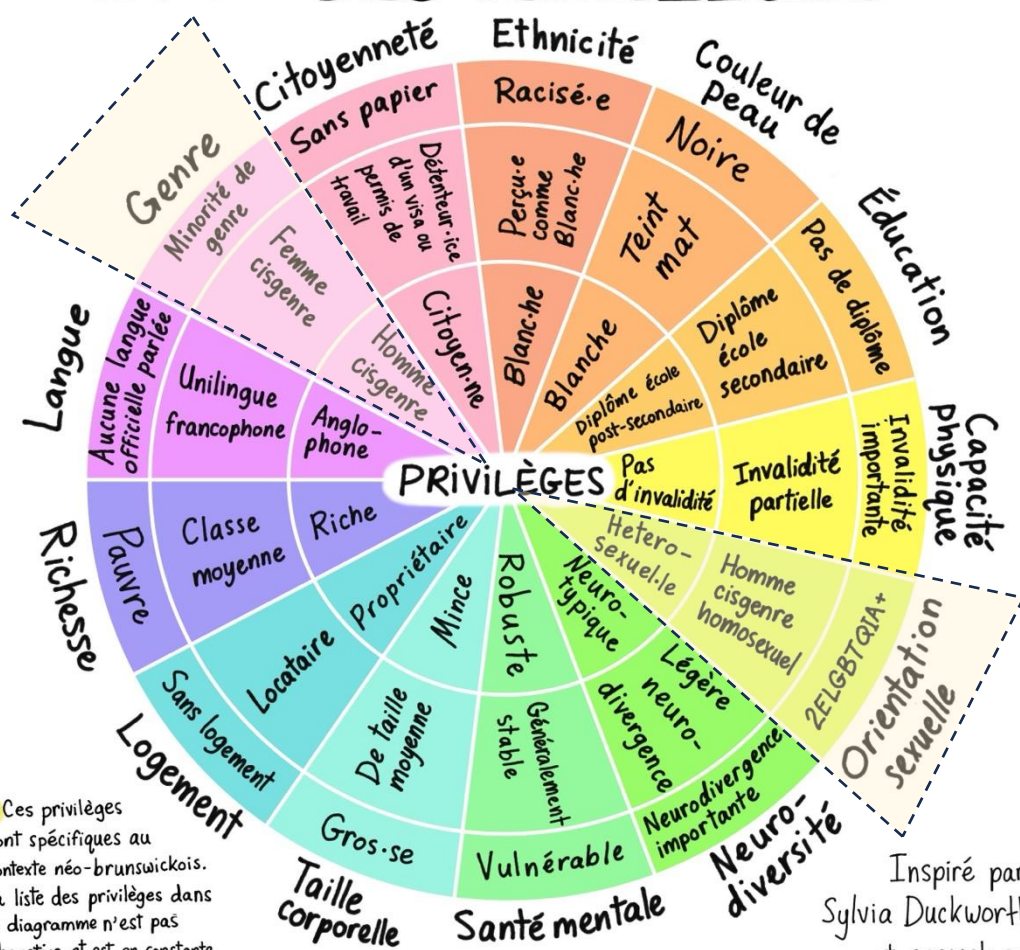 Citoyenneté
Sans papier
Détenteur·ice
d'un visa ou
permis de
travail
Citoyen·ne
Ethnicité
Racisé·e
Perçu·e
comme
Blanc·he
Blanc·he
Couleur de
peau
Noire
Teint
mat
Blanche
Éducation
Pas de diplôme
Diplôme
école
secondaire
Diplôme école
post-secondaire
Capacité
physique
Invalidité
importante
Invalidité
partielle
Pas
d'invalidité
Orientation
sexuelle
2ELGBTQIA+
Homme
cisgenre
homosexuel
Hetero-
sexuel·le
Neuro-
diversité
Neurodivergence
importante
Légère
neuro-
divergence
Neuro-
typique
Santé mentale
Vulnérable
Généralement
stable
Robuste
Taille
corporelle
Gros·se
De taille
moyenne
Mince
Logement
Sans logement
Locataire
Propriétaire
Richesse
Pauvre
Classe
moyenne
Riche
Langue
Aucune langue
officielle parlée
Unilingue
francophone
Anglo-
phone
Genre
Minorité de
genre
Femme
cisgenre
Homme
cisgenre
PRIVILÈGES
Ces privilèges
ont spécifiques au
ontexte néo-brunswickois.
a liste des privilèges dans
diagramme n'est pas
Inspiré par
Sylvia Duckworth